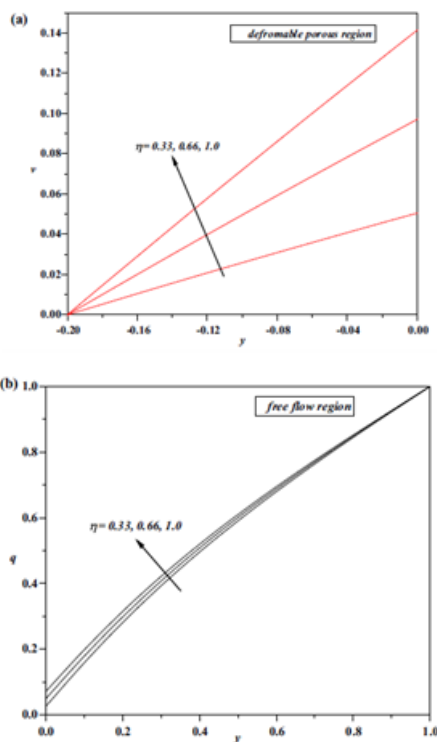 (a)
0.14
defromable porous region
0.12
0.10
η= 0.33, 0.66, 1.0
0.08
v
0.06
0.04
0.02
0.00
-0.20 -0.16 -0.12 -0.08 -0.04 0.00
y
(b)
1.0
free flow region
0.8
η= 0.33, 0.66, 1.0
0.6
q
0.4
0.2
0.0
0.0 0.2 0.4 0.6 0.8 1.0
y